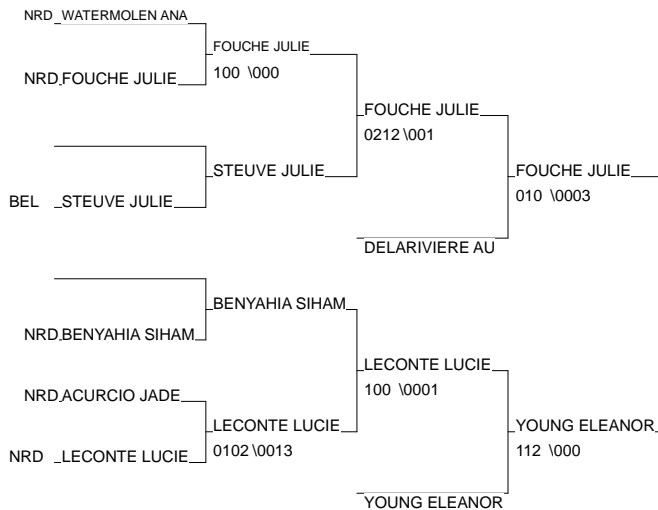 NRD WATERMOLEN ANA
FOUCHE JULIE
100 \000
NRD FOUCHE JULIE
FOUCHE JULIE
0212 \001
STEUVE JULIE
FOUCHE JULIE
010 \0003
BEL STEUVE JULIE
DELARIVIERE AU
BENYAHIA SIHAM
NRD BENYAHIA SIHAM
LECONTE LUCIE
100 \0001
NRD ACURCIO JADE
LECONTE LUCIE
0102 \0013
YOUNG ELEANOR
112 \000
NRD LECONTE LUCIE
YOUNG ELEANOR